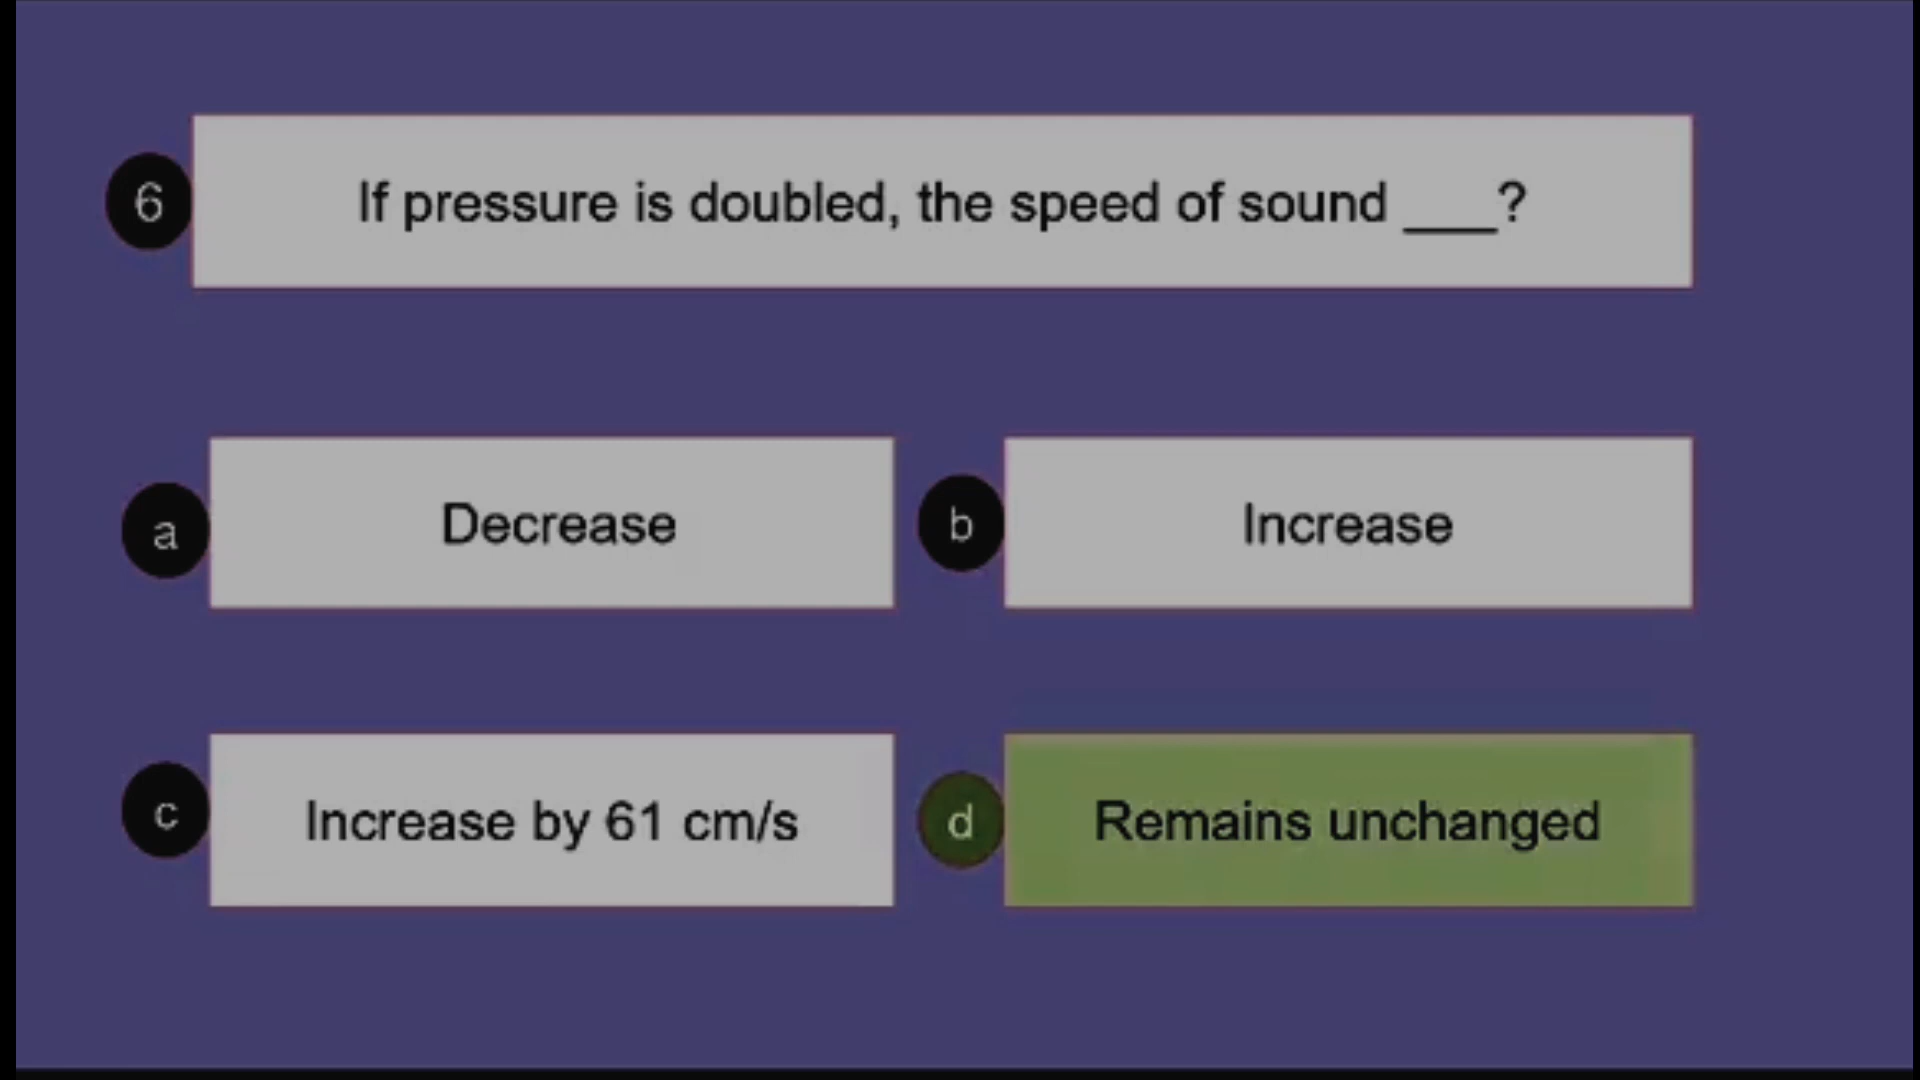 6
If pressure is doubled, the speed of sound ___?
a
Decrease
b
Increase
c
Increase by 61 cm/s
d
Remains unchanged